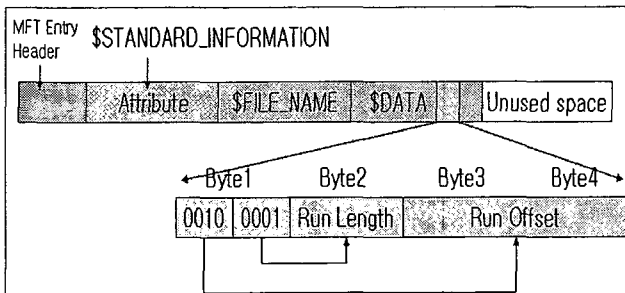 MFT Entry
Header
$STANDARD_INFORMATION
Attribute $FILE_NAME $DATA Unused space
Byte1 Byte2 Byte3 Byte4
0010 0001 Run Length Run Offset